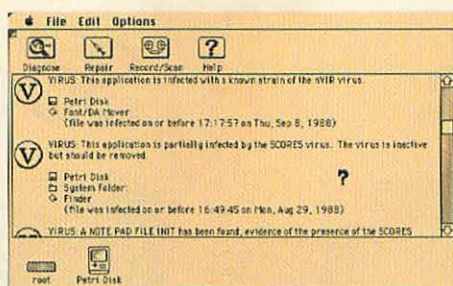 File Edit Options
Diagnose Repair Record/Scan Help
VIRUS: This application is infected with a known strain of the nVIR virus.
Petri Disk
Font/DA Mover
(file was infected on or before 17:17:57 on Thu, Sep 8, 1988)
VIRUS: This application is partially infected by the SCORES virus. The virus is inactive
but should be removed.
Petri Disk
System Folder:
Finder
(file was infected on or before 16:49:45 on Mon, Aug 29, 1988)
VIRUS: A NOTE PAD FILE INIT has been found, evidence of the presence of the SCORES
root Petri Disk